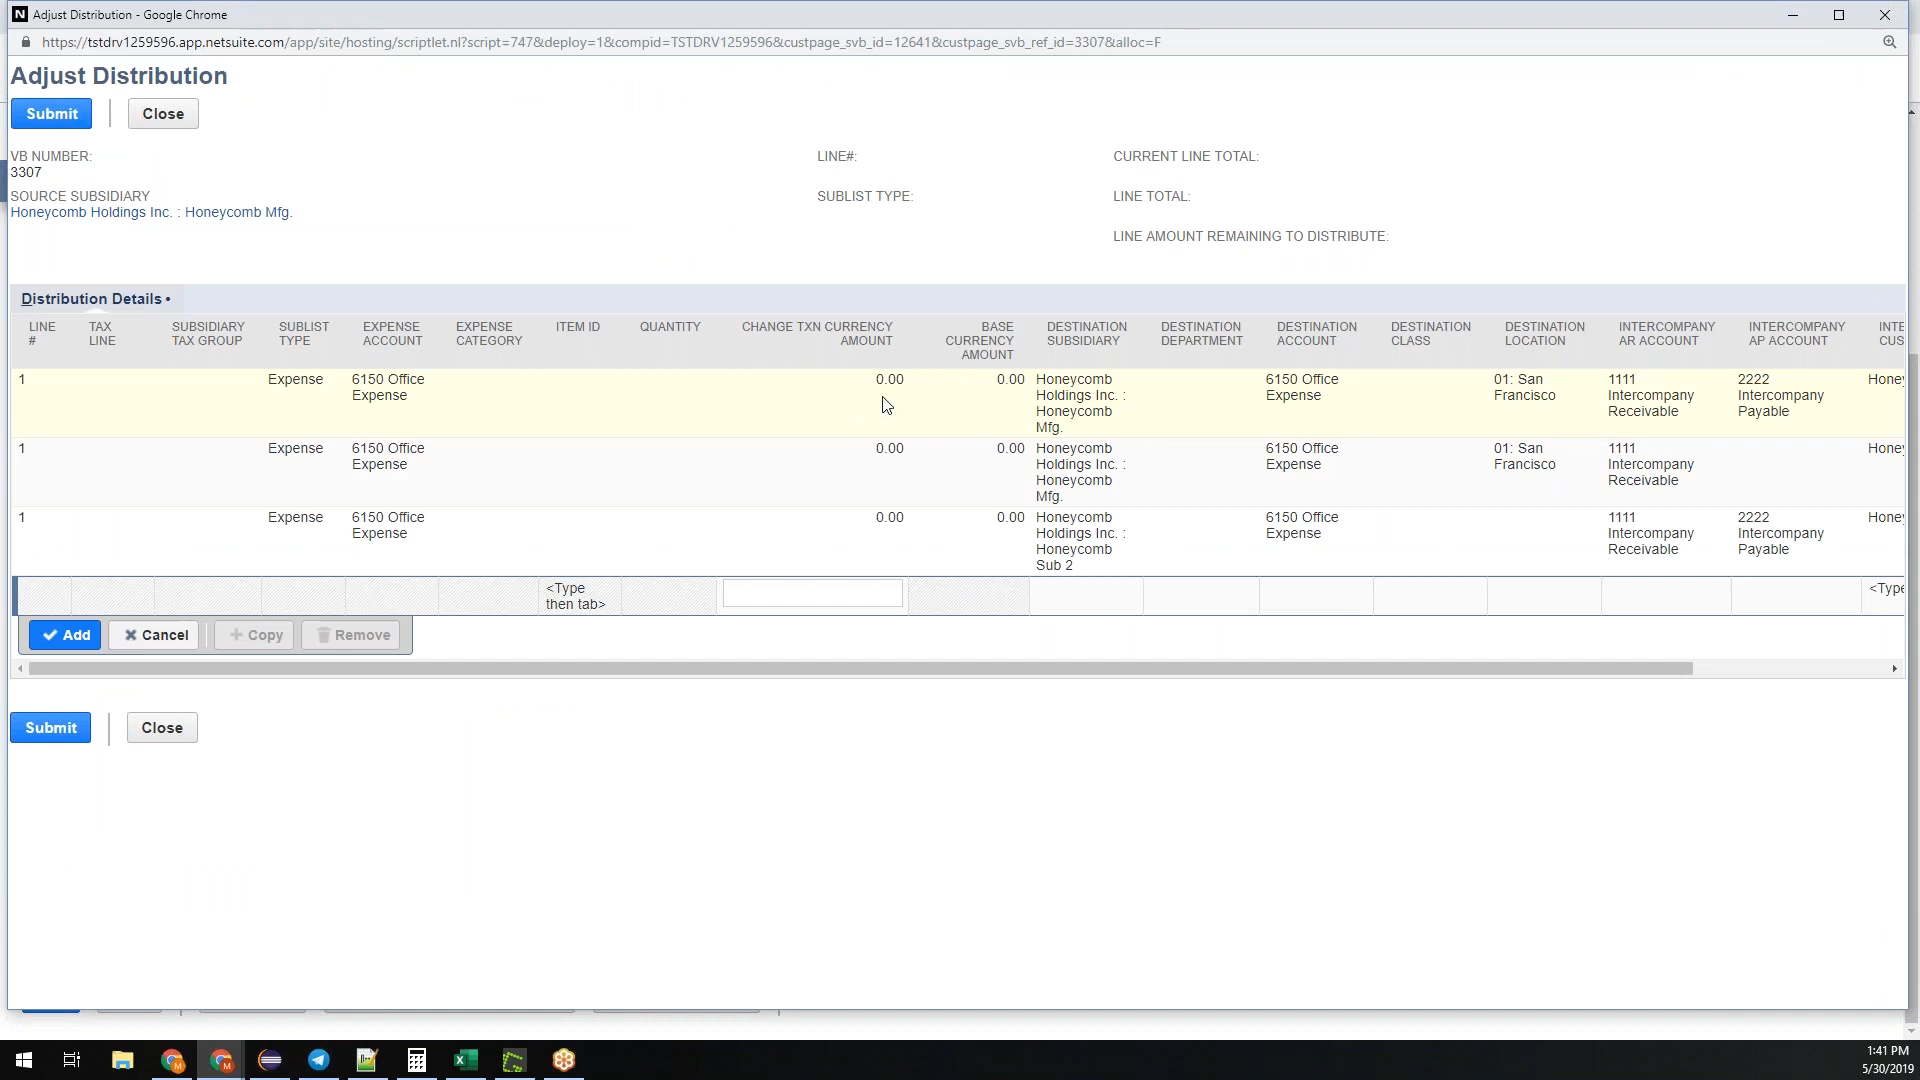 Adjust Distribution - Google Chrome
https://tstdrv1259596.app.netsuite.com/app/site/hosting/scriptlet.nl?script=747&deploy=1&compid=TSTDRV1259596&custpage_svb_id=12641&custpage_svb_ref_id=3307&alloc=F
Adjust Distribution
Submit Close
VB NUMBER: LINE#: CURRENT LINE TOTAL:
3307
SOURCE SUBSIDIARY SUBLIST TYPE: LINE TOTAL:
Honeycomb Holdings Inc. : Honeycomb Mfg.
LINE AMOUNT REMAINING TO DISTRIBUTE:
Distribution Details •
LINE TAX SUBSIDIARY SUBLIST EXPENSE EXPENSE ITEM ID QUANTITY CHANGE TXN CURRENCY BASE DESTINATION DESTINATION DESTINATION DESTINATION DESTINATION INTERCOMPANY INTERCOMPANY INTE
# LINE TAX GROUP TYPE ACCOUNT CATEGORY AMOUNT CURRENCY SUBSIDIARY DEPARTMENT ACCOUNT CLASS LOCATION AR ACCOUNT AP ACCOUNT CUS
AMOUNT
1 Expense 6150 Office 0.00 0.00 Honeycomb 6150 Office 01: San 1111 2222 Honey
Expense Holdings Inc. : Expense Francisco Intercompany Intercompany
Honeycomb Receivable Payable
Mfg.
1 Expense 6150 Office 0.00 0.00 Honeycomb 6150 Office 01: San 1111 Honey
Expense Holdings Inc. : Expense Francisco Intercompany
Honeycomb Receivable
Mfg.
1 Expense 6150 Office 0.00 0.00 Honeycomb 6150 Office 1111 2222 Honey
Expense Holdings Inc. : Expense Intercompany Intercompany
Honeycomb Receivable Payable
Sub 2
<Type <Type
then tab>
Add Cancel Copy Remove
Submit Close
1:41 PM
5/30/2019